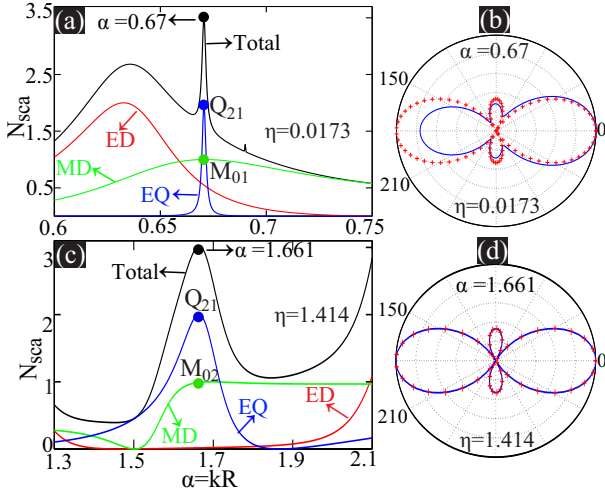 (a)
3.5
2.5
1.5
0.5
N_sca
α =0.67
Total
Q₂₁
η=0.0173
ED
MD
M₀₁
EQ
0.6
0.65
0.7
0.75
(b)
α =0.67
150
0
210
η=0.0173
(c)
3
2
1
0
N_sca
α=1.661
Total
Q₂₁
η=1.414
M₀₂
ED
MD
EQ
1.3
1.5
1.7
1.9
2.1
α=kR
(d)
α =1.661
150
0
210
η=1.414